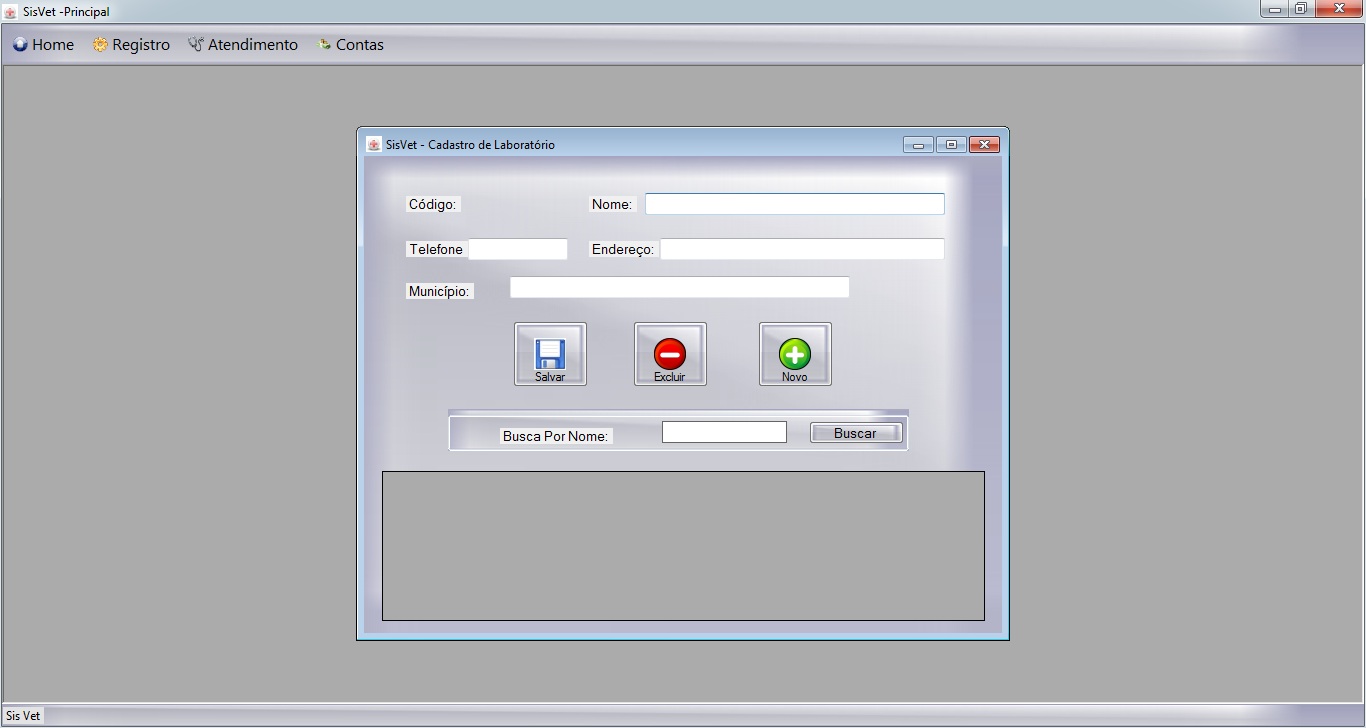 SisVet -Principal
Home Registro Atendimento Contas
SisVet - Cadastro de Laboratório
Código: Nome:
Telefone Endereço:
Município:
Salvar Excluir Novo
Busca Por Nome: Buscar
Sis Vet